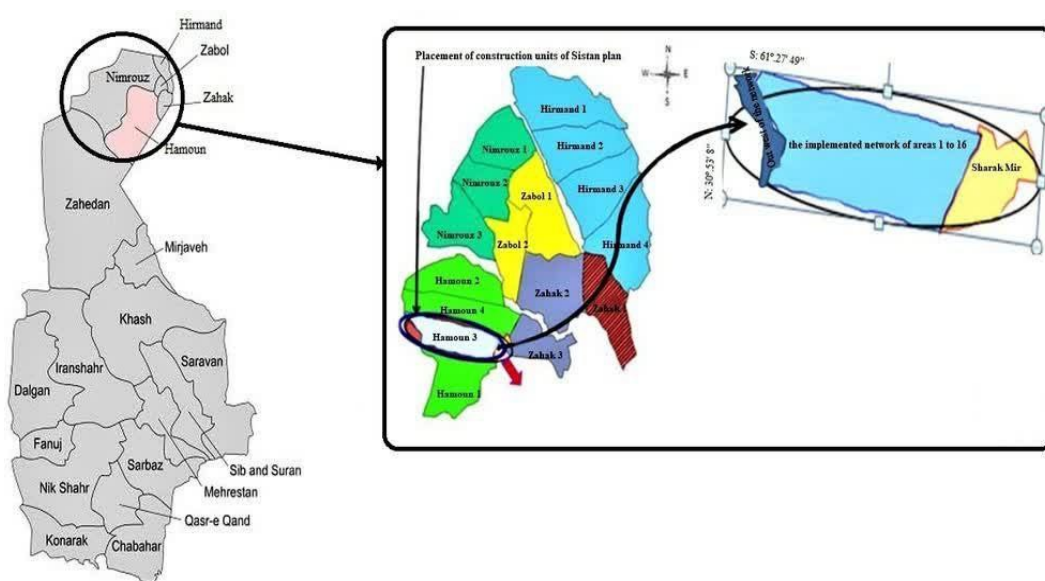 Hirmand
Zabol
Nimrouz
Zahak
Hamoun
Zahedan
Mirjaveh
Khash
Saravan
Iranshahr
Dalgan
Fanuj
Sarbaz
Sib and Suran
Nik Shahr
Mehrestan
Qasr-e Qand
Konarak
Chabahar
Placement of construction units of Sistan plan
N
W E
S
Hirmand 1
Hirmand 2
Nimrouz 1
Nimrouz 2
Hirmand 3
Zabol 1
Nimrouz 3
Zabol 2
Hirmand 4
Hamoun 2
Zahak 2
Zahak 1
Hamoun 4
Hamoun 3
Zahak 3
Hamoun 1
S: 61°.27' 49"
N: 30°.53' 8"
of the network
the implemented network of areas 1 to 16
Sharak Mir